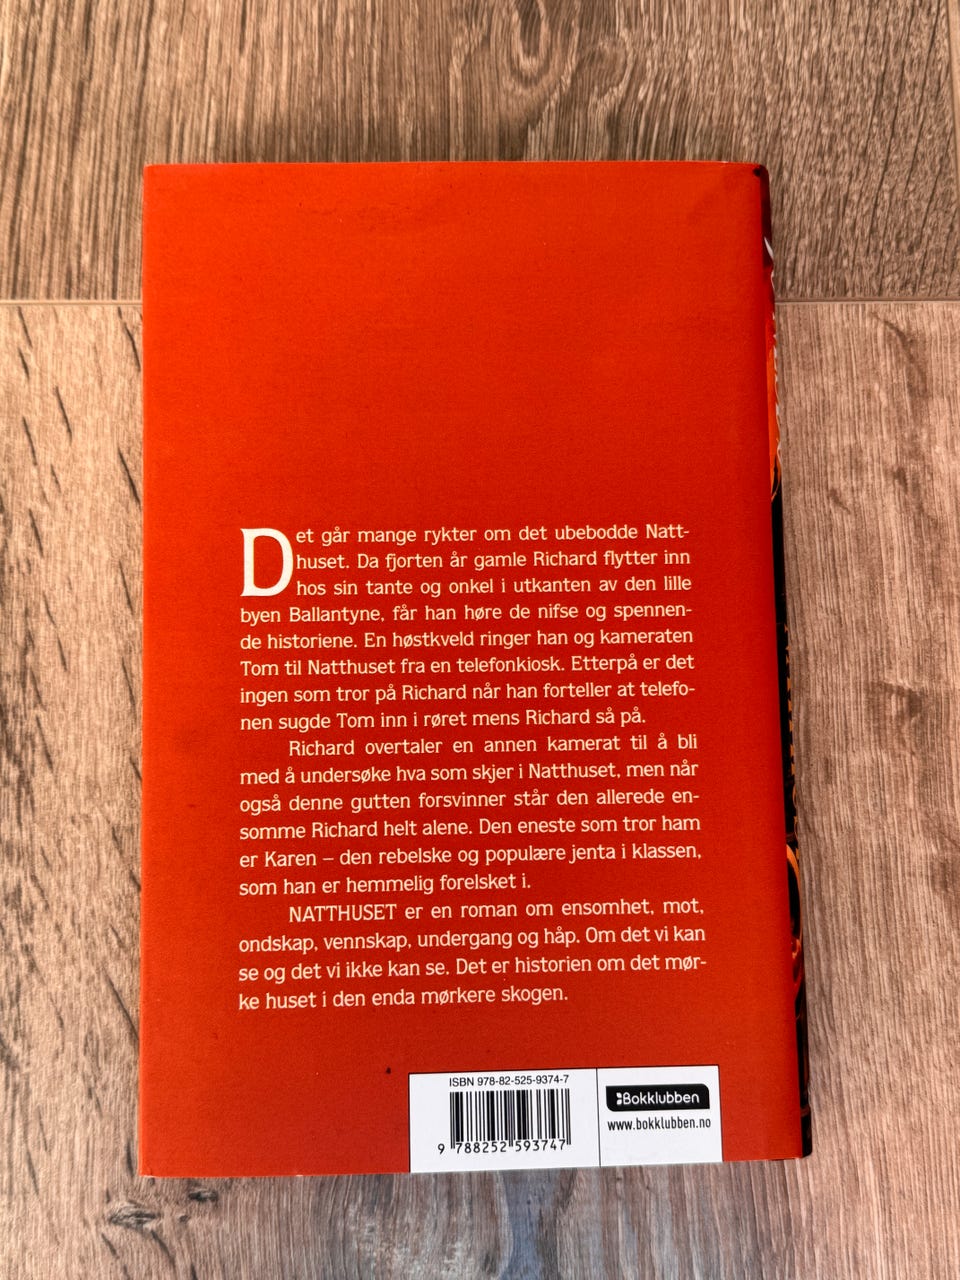 Det går mange rykter om det ubebodde Natt-
huset. Da fjorten år gamle Richard flytter inn
hos sin tante og onkel i utkanten av den lille
byen Ballantyne, får han høre de nifse og spennen-
de historiene. En høstkveld ringer han og kameraten
Tom til Natthuset fra en telefonkiosk. Etterpå er det
ingen som tror på Richard når han forteller at telefo-
nen sugde Tom inn i røret mens Richard så på.
Richard overtaler en annen kamerat til å bli
med å undersøke hva som skjer i Natthuset, men når
også denne gutten forsvinner står den allerede en-
somme Richard helt alene. Den eneste som tror ham
er Karen – den rebelske og populære jenta i klassen,
som han er hemmelig forelsket i.
NATTHUSET er en roman om ensomhet, mot,
ondskap, vennskap, undergang og håp. Om det vi kan
se og det vi ikke kan se. Det er historien om det mør-
ke huset i den enda mørkere skogen.
ISBN 978-82-525-9374-7
9 788252 593747
Bokklubben
www.bokklubben.no